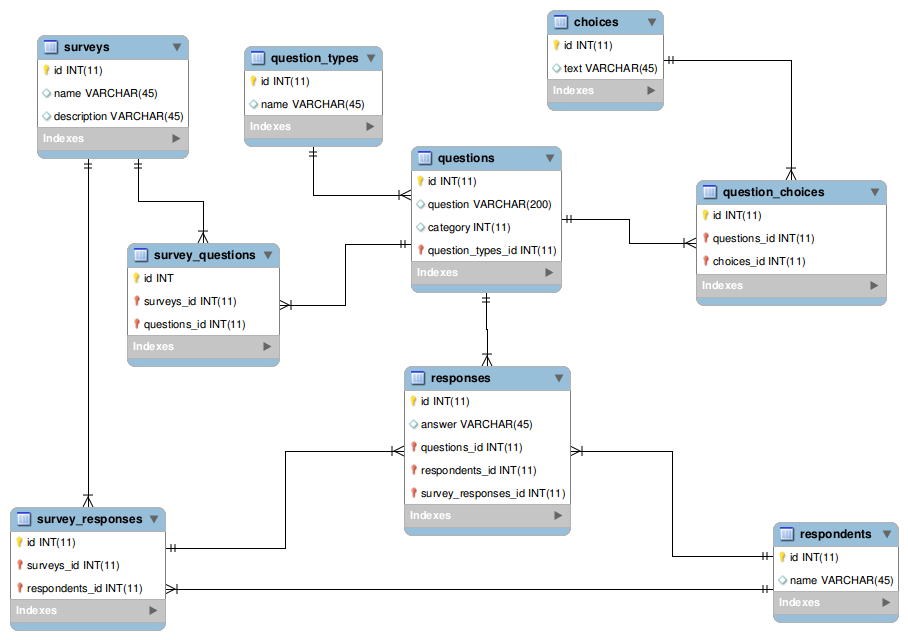 surveys
id INT(11)
name VARCHAR(45)
description VARCHAR(45)
Indexes
question_types
id INT(11)
name VARCHAR(45)
Indexes
choices
id INT(11)
text VARCHAR(45)
Indexes
questions
id INT(11)
question VARCHAR(200)
category INT(11)
question_types_id INT(11)
Indexes
question_choices
id INT(11)
questions_id INT(11)
choices_id INT(11)
Indexes
survey_questions
id INT
surveys_id INT(11)
questions_id INT(11)
Indexes
responses
id INT(11)
answer VARCHAR(45)
questions_id INT(11)
respondents_id INT(11)
survey_responses_id INT(11)
Indexes
survey_responses
id INT(11)
surveys_id INT(11)
respondents_id INT(11)
Indexes
respondents
id INT(11)
name VARCHAR(45)
Indexes